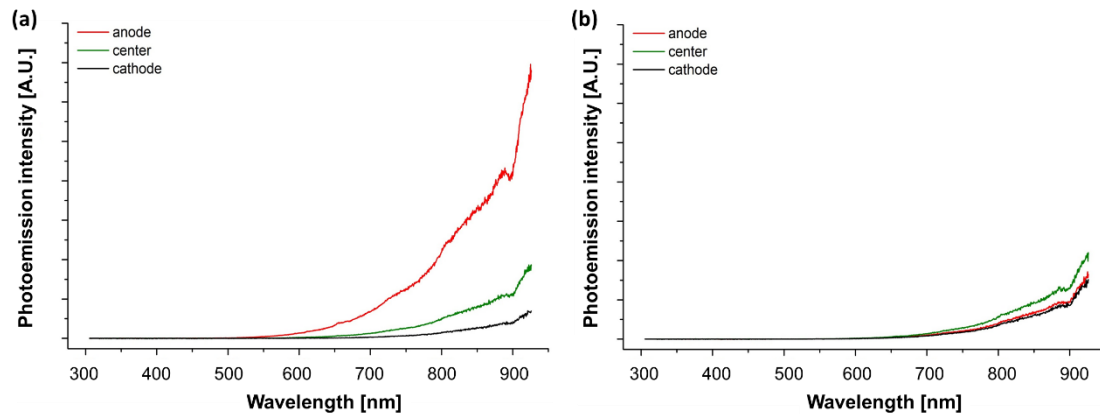 (a)
anode
center
cathode
Photoemission intensity [A.U.]
300 400 500 600 700 800 900
Wavelength [nm]
(b)
anode
center
cathode
Photoemission intensity [A.U.]
300 400 500 600 700 800 900
Wavelength [nm]